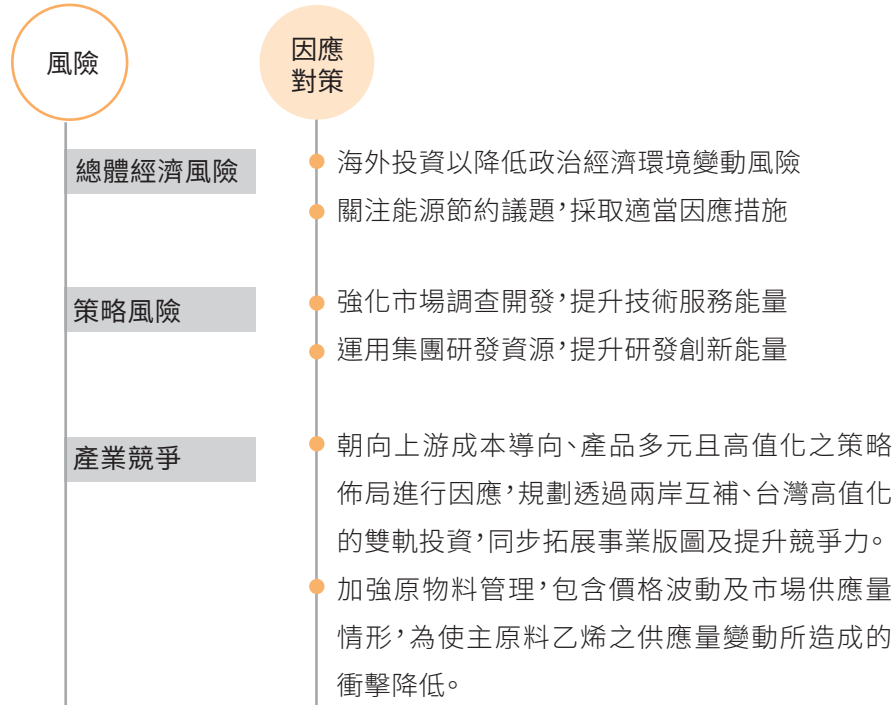 風險
因應
對策
總體經濟風險
海外投資以降低政治經濟環境變動風險
關注能源節約議題，採取適當因應措施
策略風險
強化市場調查開發，提升技術服務能量
運用集團研發資源，提升研發創新能量
產業競爭
朝向上游成本導向、產品多元且高值化之策略
佈局進行因應，規劃透過兩岸互補、台灣高值化
的雙軌投資，同步拓展事業版圖及提升競爭力。
加強原物料管理，包含價格波動及市場供應量
情形，為使主原料乙烯之供應量變動所造成的
衝擊降低。